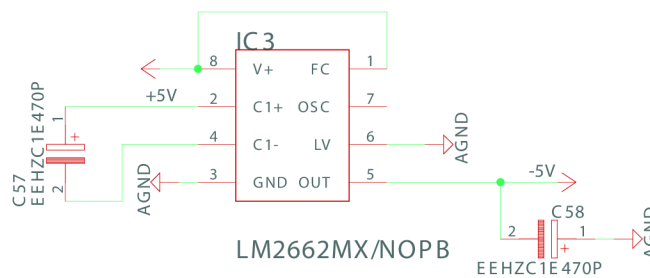 IC3
8 V+ FC 1
+5V
2 C1+ OSC 7
1
+
C57
EEHZC1E470P
2
4 C1- LV 6
AGND
3 GND OUT 5
AGND
-5V
C58
2 1
+
AGND
EEHZC1E470P
LM2662MX/NOPB